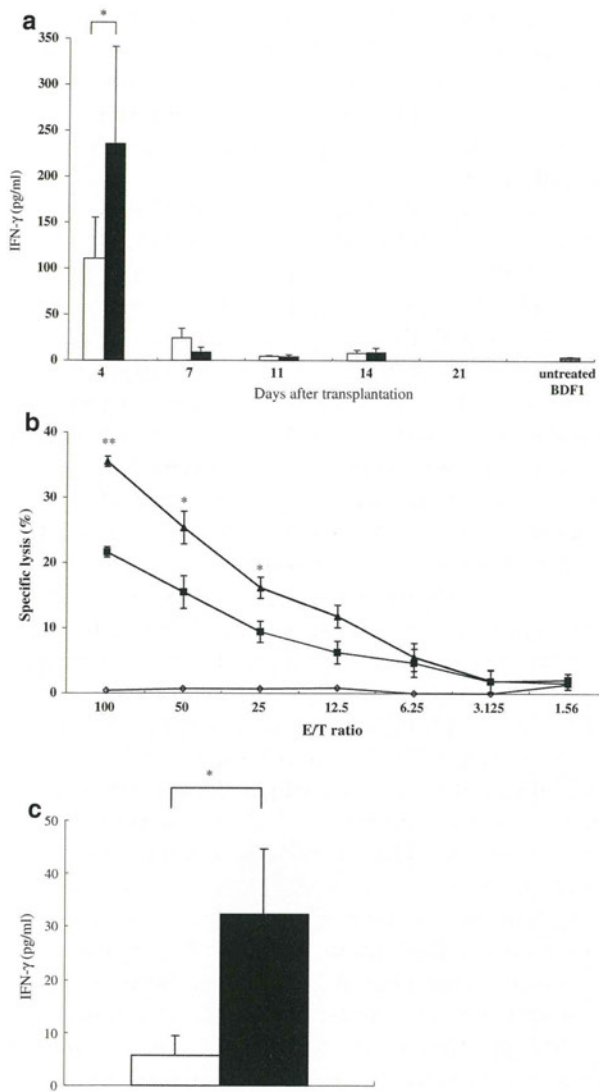 a
*
350
300
250
200
150
100
50
0
IFN-γ (pg/ml)
4 7 11 14 21 untreated
BDF1
Days after transplantation
b
40
30
20
10
0
Specific lysis (%)
**
*
*
100 50 25 12.5 6.25 3.125 1.56
E/T ratio
c
*
50
40
30
20
10
0
IFN-γ (pg/ml)